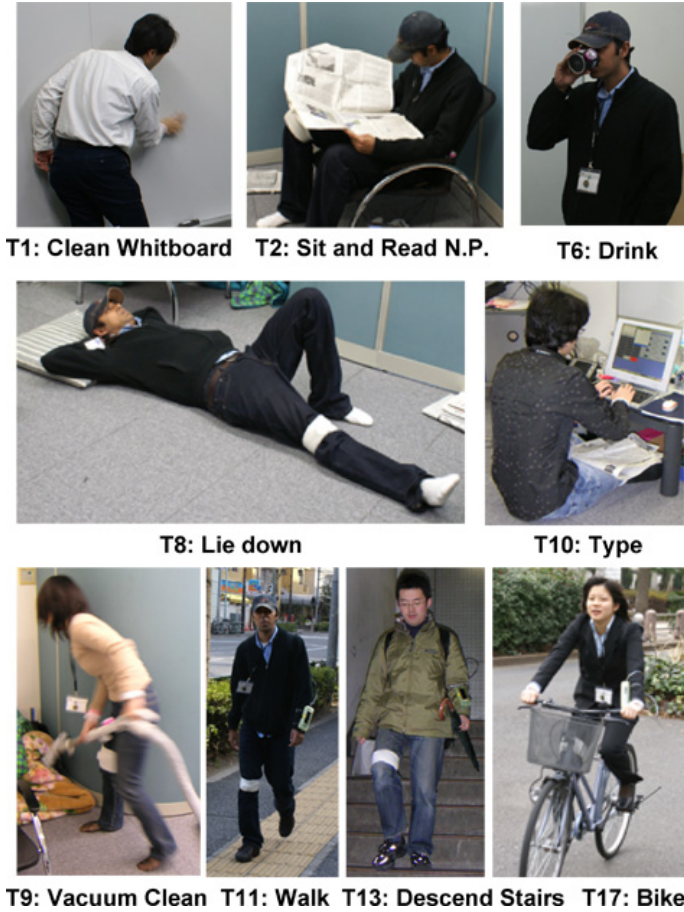 T1: Clean Whitboard
T2: Sit and Read N.P.
T6: Drink
T8: Lie down
T10: Type
T9: Vacuum Clean
T11: Walk
T13: Descend Stairs
T17: Bike